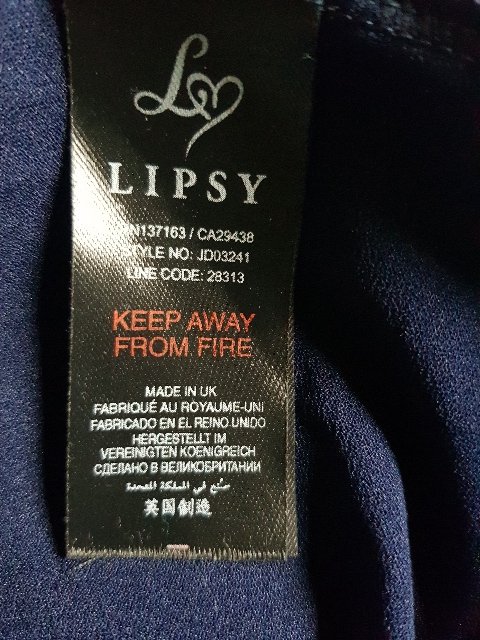 LIPSY
N137163 / CA29438
STYLE NO: JD03241
LINE CODE: 28313
KEEP AWAY
FROM FIRE
MADE IN UK
FABRIQUÉ AU ROYAUME-UNI
FABRICADO EN EL REINO UNIDO
HERGESTELLT IM
VEREINIGTEN KOENIGREICH
СДЕЛАНО В ВЕЛИКОБРИТАНИИ
صنع في المملكة المتحدة
英国制造